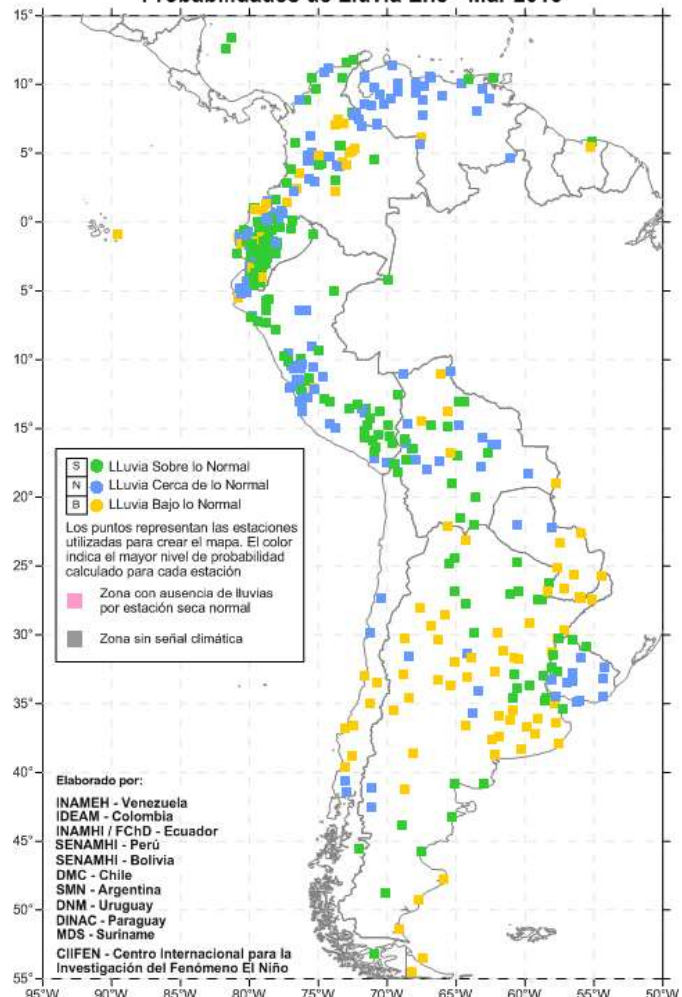 15°
10°
5°
0°
5°
10°
15°
20°
25°
30°
35°
40°
45°
50°
55°
S LLuvia Sobre lo Normal
N LLuvia Cerca de lo Normal
B LLuvia Bajo lo Normal
Los puntos representan las estaciones
utilizadas para crear el mapa. El color
indica el mayor nivel de probabilidad
calculado para cada estación
Zona con ausencia de lluvias
por estación seca normal
Zona sin señal climática
Elaborado por:
INAMEH - Venezuela
IDEAM - Colombia
INAMHI / FChD - Ecuador
SENAMHI - Perú
SENAMHI - Bolivia
DMC - Chile
SMN - Argentina
DNM - Uruguay
DINAC - Paraguay
MDS - Suriname
CIIFEN - Centro Internacional para la
Investigación del Fenómeno El Niño
95°W 90°W 85°W 80°W 75°W 70°W 65°W 60°W 55°W 50°W